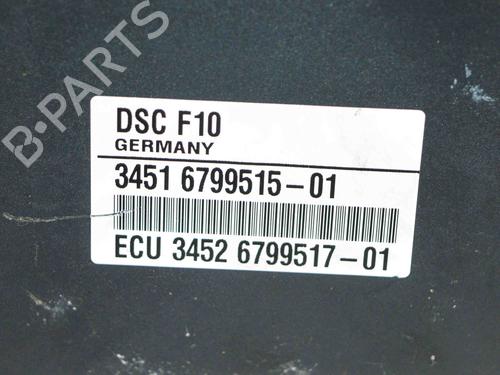 B-PARTS
DSC F10
GERMANY
3451 6799515-01
ECU 3452 6799517-01